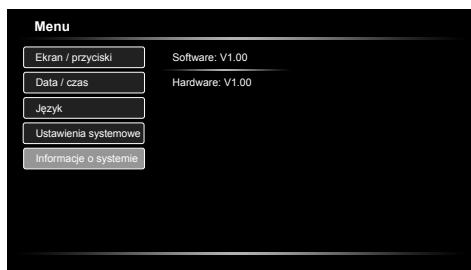 Menu
Ekran / przyciski
Software: V1.00
Data / czas
Hardware: V1.00
Język
Ustawienia systemowe
Informacje o systemie